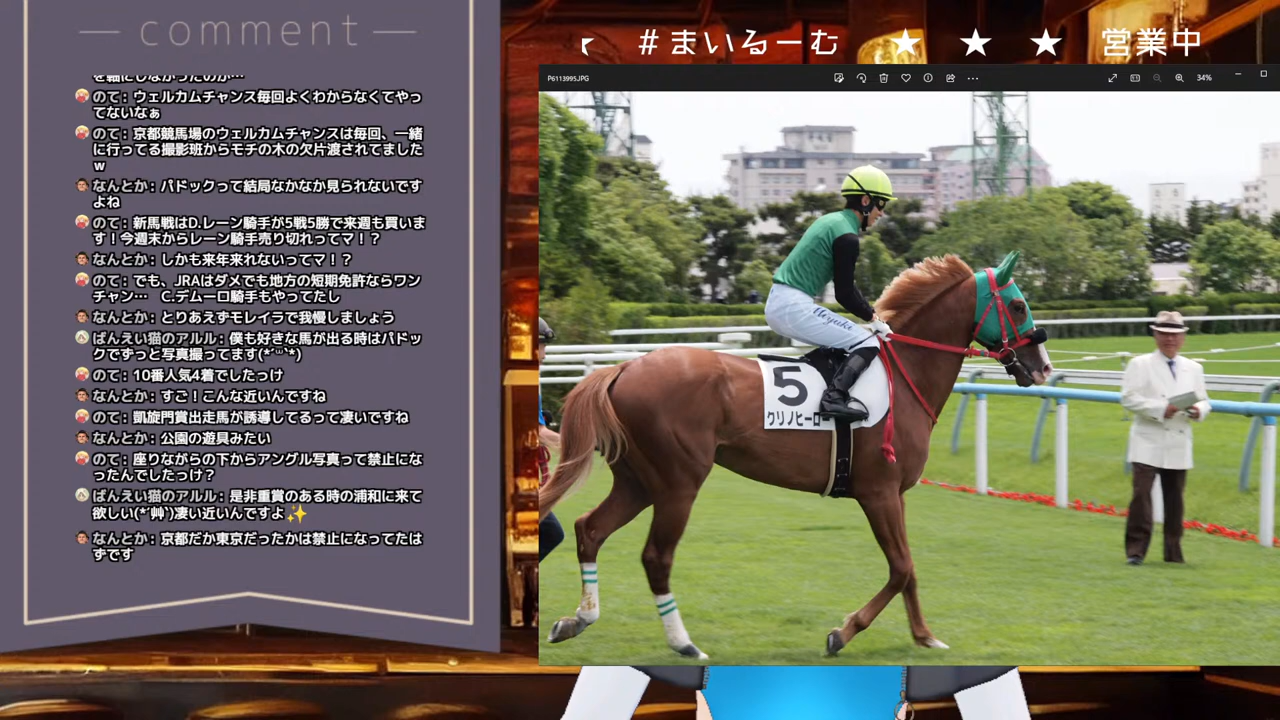 comment
を軸にしなかったのか…
のて: ウェルカムチャンス毎回よくわからなくてやっ
てないなぁ
のて: 京都競馬場のウェルカムチャンスは毎回、一緒
に行ってる撮影班からモチの木の欠片渡されてました
w
なんとか: パドックって結局なかなか見られないです
よね
のて: 新馬戦はD.レーン騎手が5戦5勝で来週も買いま
す！今週末からレーン騎手売り切れってマ！？
なんとか: しかも来年来れないってマ！？
のて: でも、JRAはダメでも地方の短期免許ならワン
チャン… C.デムーロ騎手もやってたし
なんとか: とりあえずモレイラで我慢しましょう
ばんえい猫のアルル: 僕も好きな馬が出る時はパドッ
クでずっと写真撮ってます(*˘꒳˘*)
のて: 10番人気4着でしたっけ
なんとか: すご！こんな近いんですね
のて: 凱旋門賞出走馬が誘導してるって凄いですね
なんとか: 公園の遊具みたい
のて: 座りながらの下からアングル写真って禁止にな
ったんでしたっけ？
ばんえい猫のアルル: 是非重賞のある時の浦和に来て
欲しい(*´艸`)凄い近いんですよ✨
なんとか: 京都だか東京だったかは禁止になってたは
ずです
#まいるーむ ★ ★ ★ 営業中
P6113995.JPG
34%
Miyuki
5
クリノヒーロー